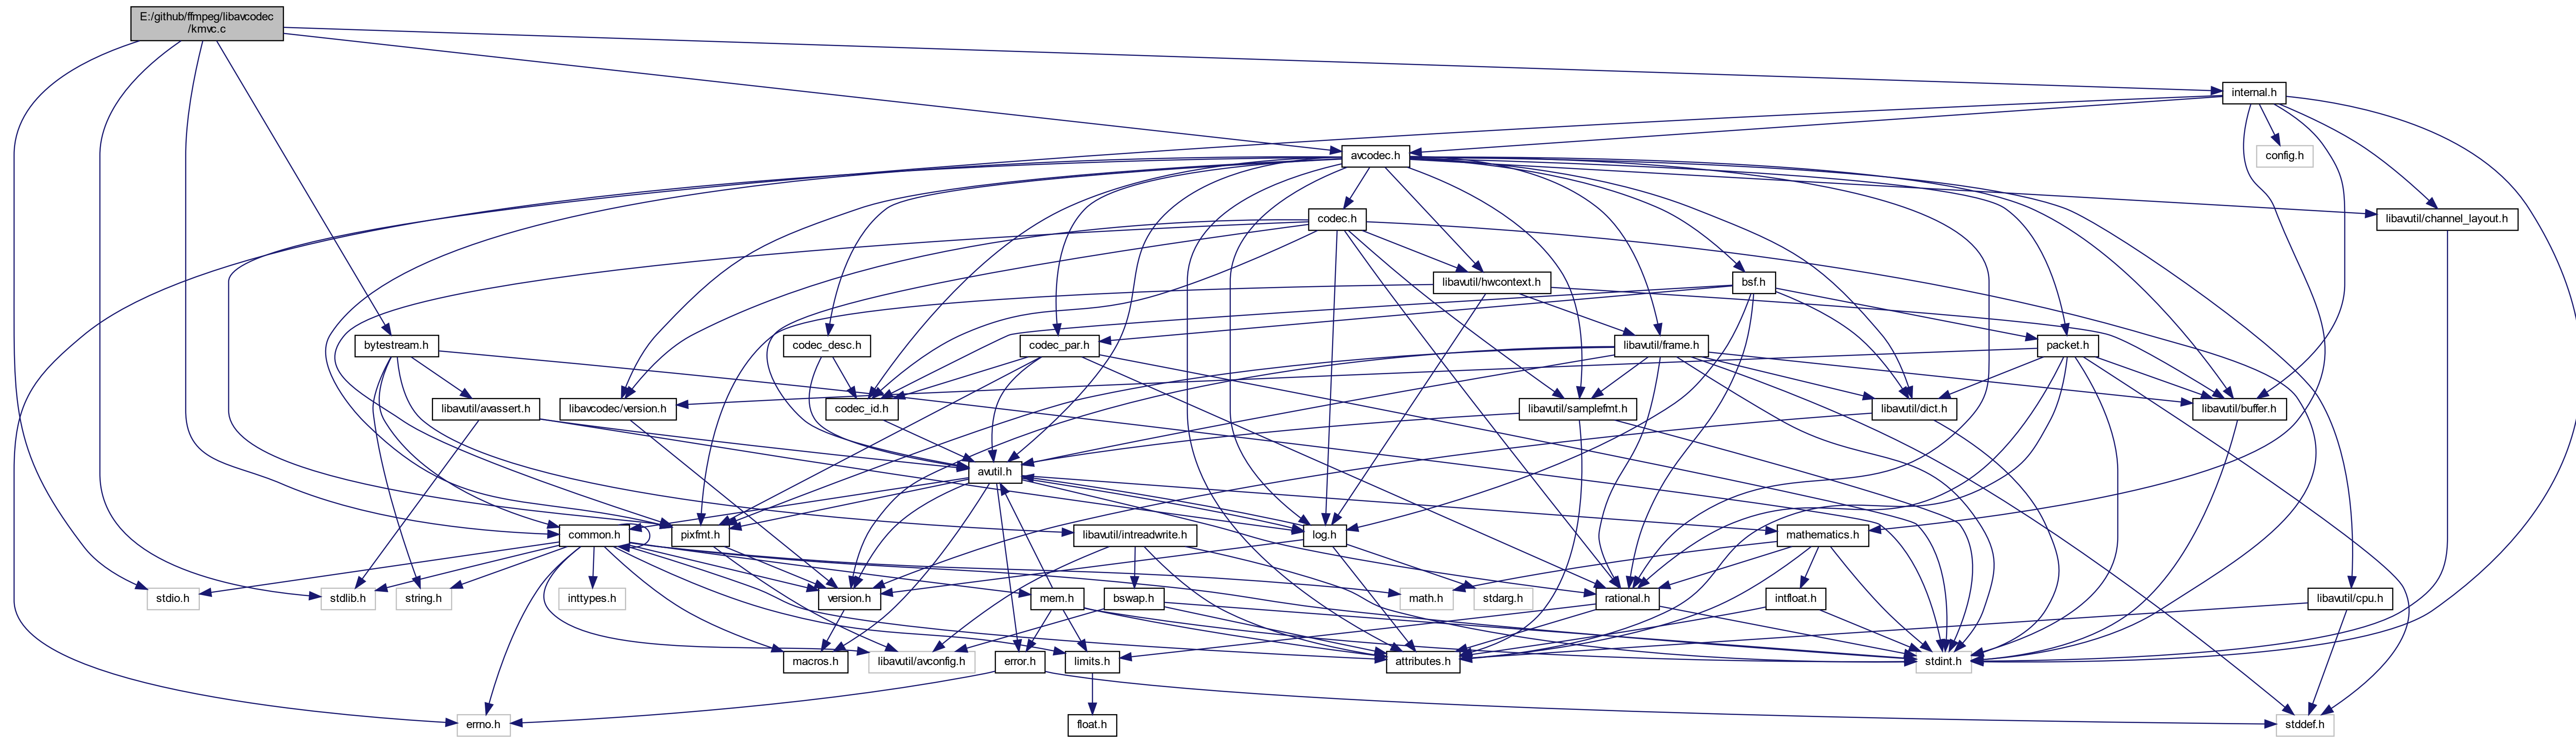 E:/github/ffmpeg/libavcodec
/kmvc.c
internal.h
avcodec.h
config.h
codec.h
libavutil/channel_layout.h
libavutil/hwcontext.h
bsf.h
bytestream.h
codec_desc.h
codec_par.h
libavutil/frame.h
packet.h
libavutil/avassert.h
libavcodec/version.h
codec_id.h
libavutil/samplefmt.h
libavutil/dict.h
libavutil/buffer.h
avutil.h
common.h
pixfmt.h
libavutil/intreadwrite.h
log.h
mathematics.h
stdio.h
stdlib.h
string.h
inttypes.h
version.h
mem.h
bswap.h
math.h
stdarg.h
rational.h
intfloat.h
libavutil/cpu.h
macros.h
libavutil/avconfig.h
error.h
limits.h
attributes.h
stdint.h
errno.h
float.h
stddef.h